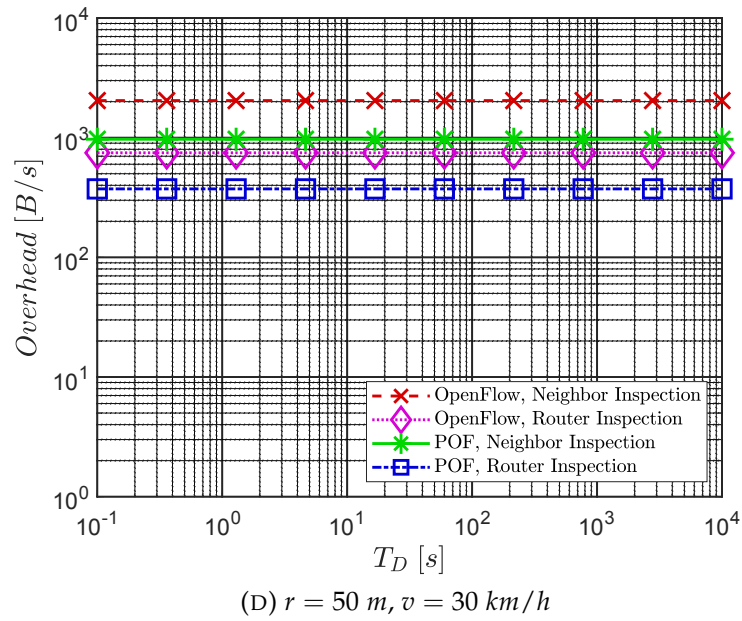 10^4
10^3
10^2
10^1
10^0
Overhead [B/s]
OpenFlow, Neighbor Inspection
OpenFlow, Router Inspection
POF, Neighbor Inspection
POF, Router Inspection
10^-1 10^0 10^1 10^2 10^3 10^4
T_D [s]
(D) r = 50 m, v = 30 km/h